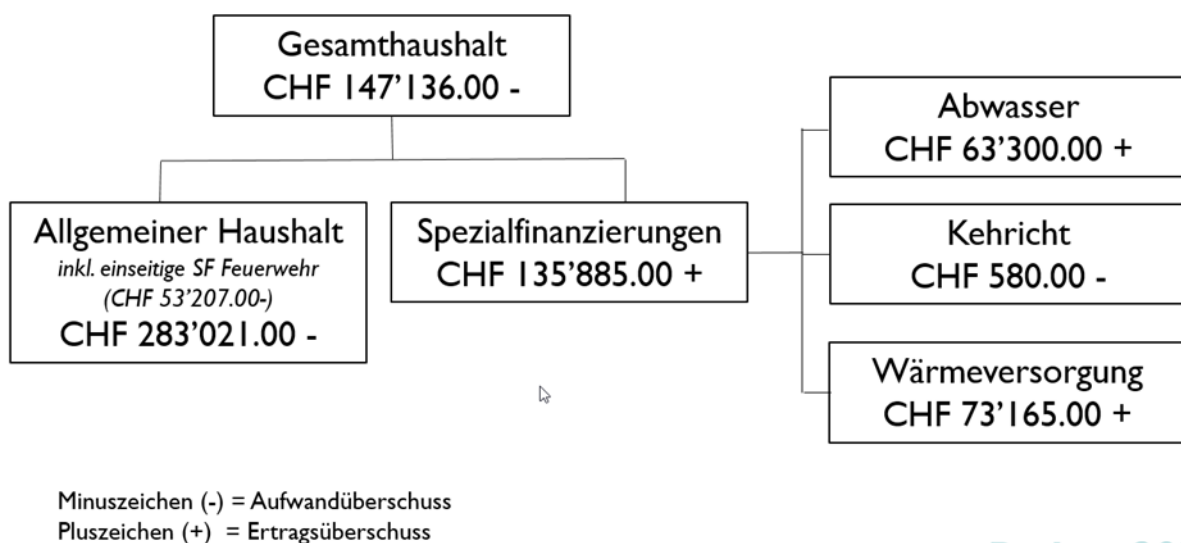 Gesamthaushalt
CHF 147'136.00 -
Allgemeiner Haushalt
inkl. einseitige SF Feuerwehr
(CHF 53'207.00-)
CHF 283'021.00 -
Spezialfinanzierungen
CHF 135'885.00 +
Abwasser
CHF 63'300.00 +
Kehricht
CHF 580.00 -
Wärmeversorgung
CHF 73'165.00 +
Minuszeichen (-) = Aufwandüberschuss
Pluszeichen (+) = Ertragsüberschuss